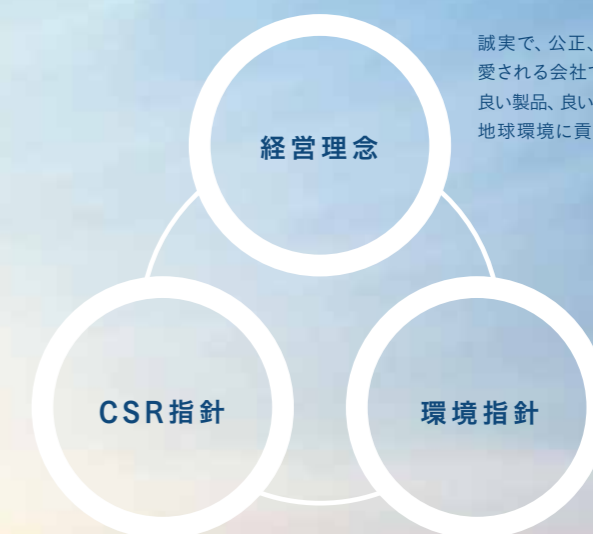 誠実で、公正、
愛される会社
良い製品、良い
地球環境に貢
経営理念
CSR指針
環境指針